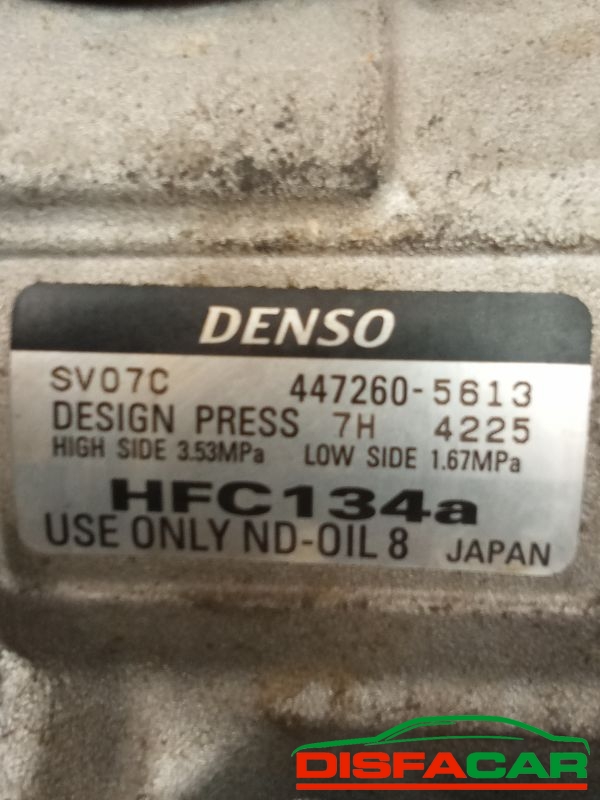 DENSO
SV07C 447260-5613
DESIGN PRESS 7H 4225
HIGH SIDE 3.53MPa LOW SIDE 1.67MPa
HFC134a
USE ONLY ND-OIL 8 JAPAN
DISFACAR